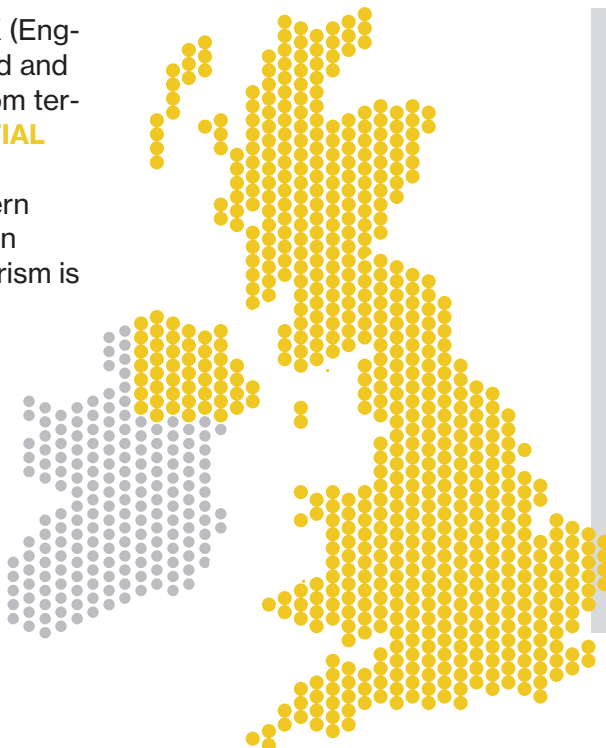 (Eng-
d and
om ter-
TIAL
ern
n
rism is